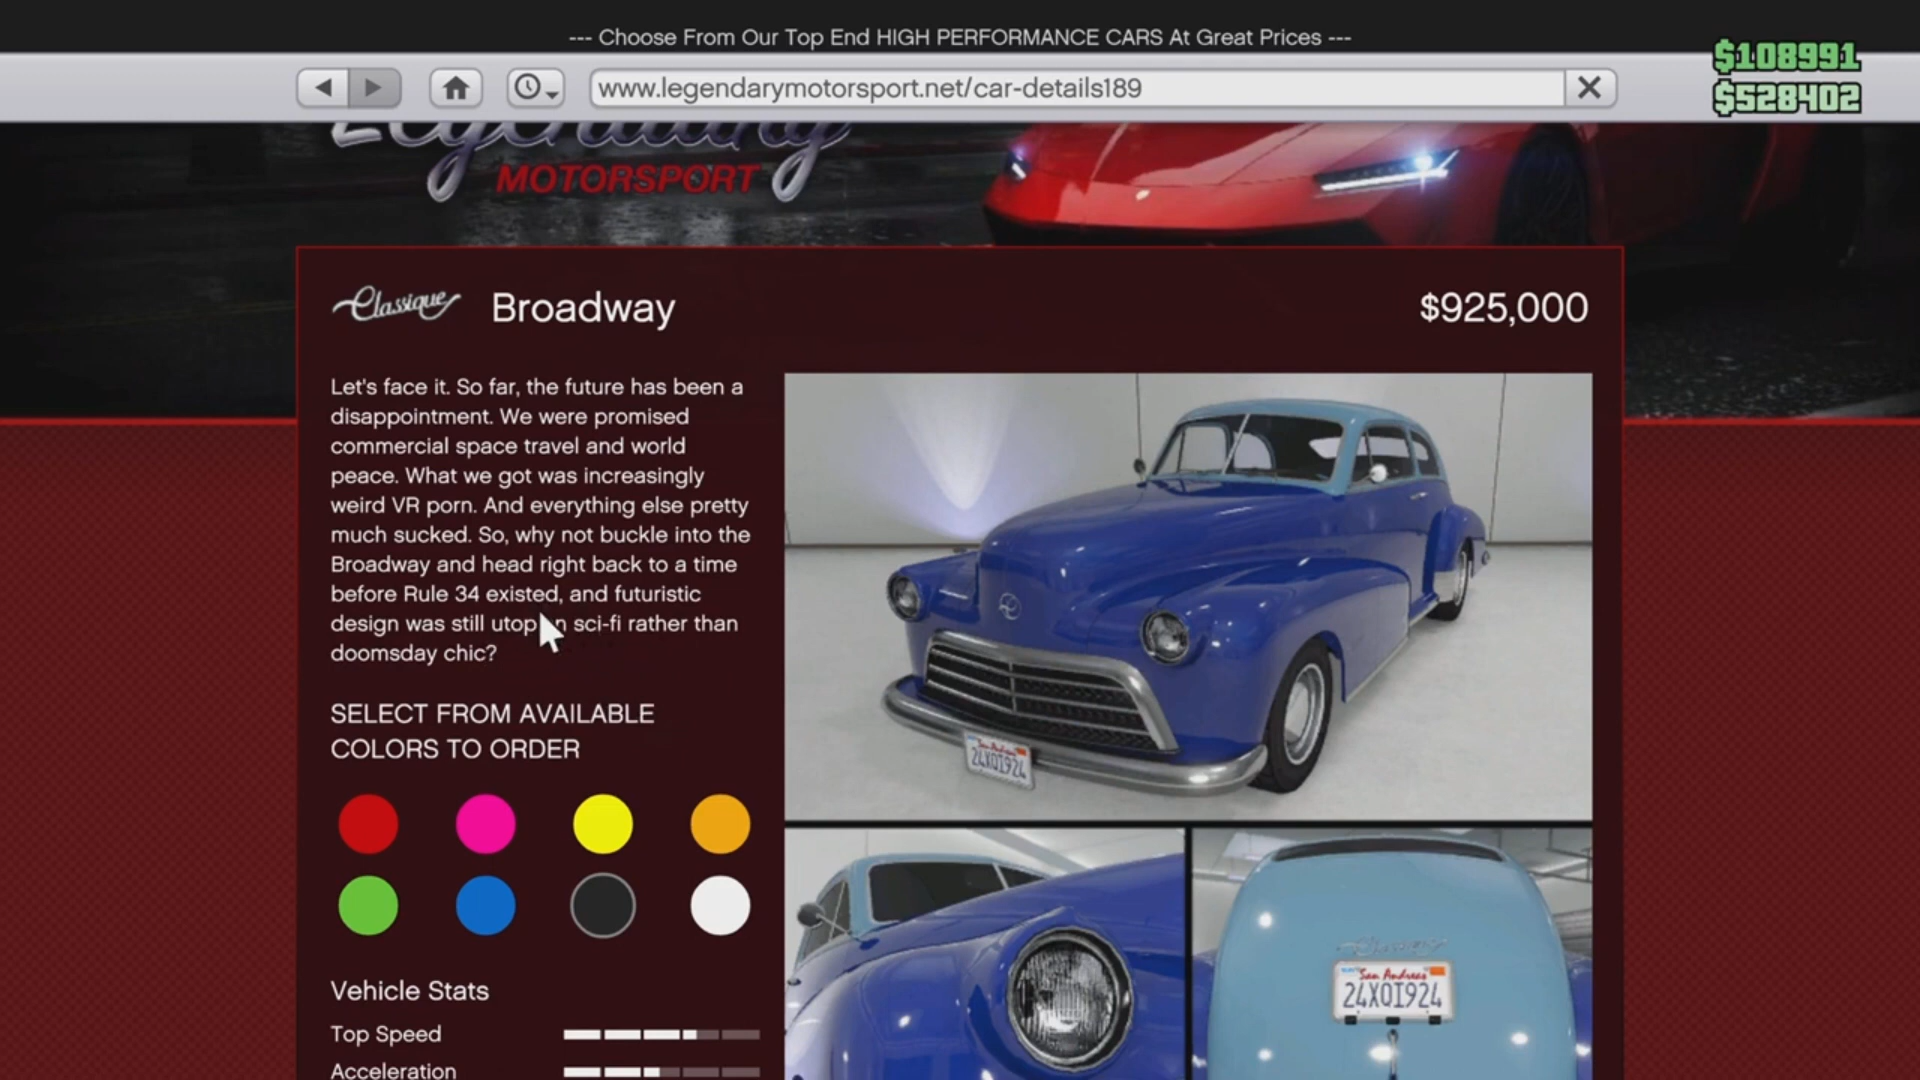 --- Choose From Our Top End HIGH PERFORMANCE CARS At Great Prices ---
$108991
www.legendarymotorsport.net/car-details189
$528402
Legendary
MOTORSPORT
Classique Broadway $925,000
Let's face it. So far, the future has been a
disappointment. We were promised
commercial space travel and world
peace. What we got was increasingly
weird VR porn. And everything else pretty
much sucked. So, why not buckle into the
Broadway and head right back to a time
before Rule 34 existed, and futuristic
design was still utop n sci-fi rather than
doomsday chic?
SELECT FROM AVAILABLE
COLORS TO ORDER
Vehicle Stats
Top Speed
Acceleration
San Andreas
24XOI924
Classique
San Andreas
24XOI924